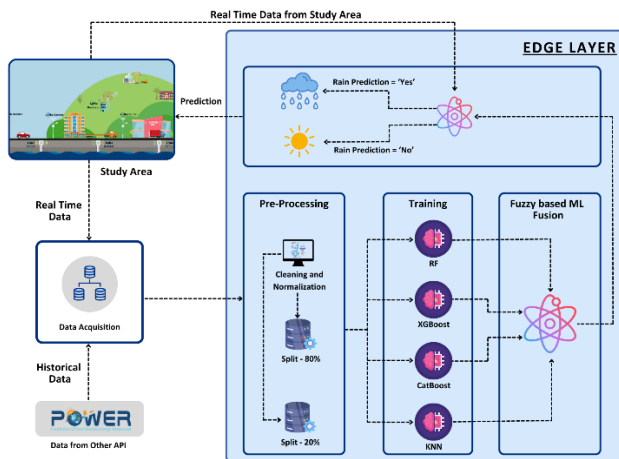 Real Time Data from Study Area
EDGE LAYER
Prediction
Rain Prediction = 'Yes'
Rain Prediction = 'No'
Study Area
Real Time
Data
Pre-Processing
Training
Fuzzy based ML
Fusion
Cleaning and
Normalization
RF
Data Acquisition
XGBoost
Split - 80%
CatBoost
Historical
Data
POWER
Split - 20%
KNN
Data from Other API